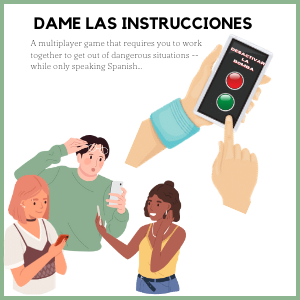 DAME LAS INSTRUCCIONES
A multiplayer game that requires you to work
together to get out of dangerous situations --
while only speaking Spanish..
DESACTIVAR
LA
BOMBA